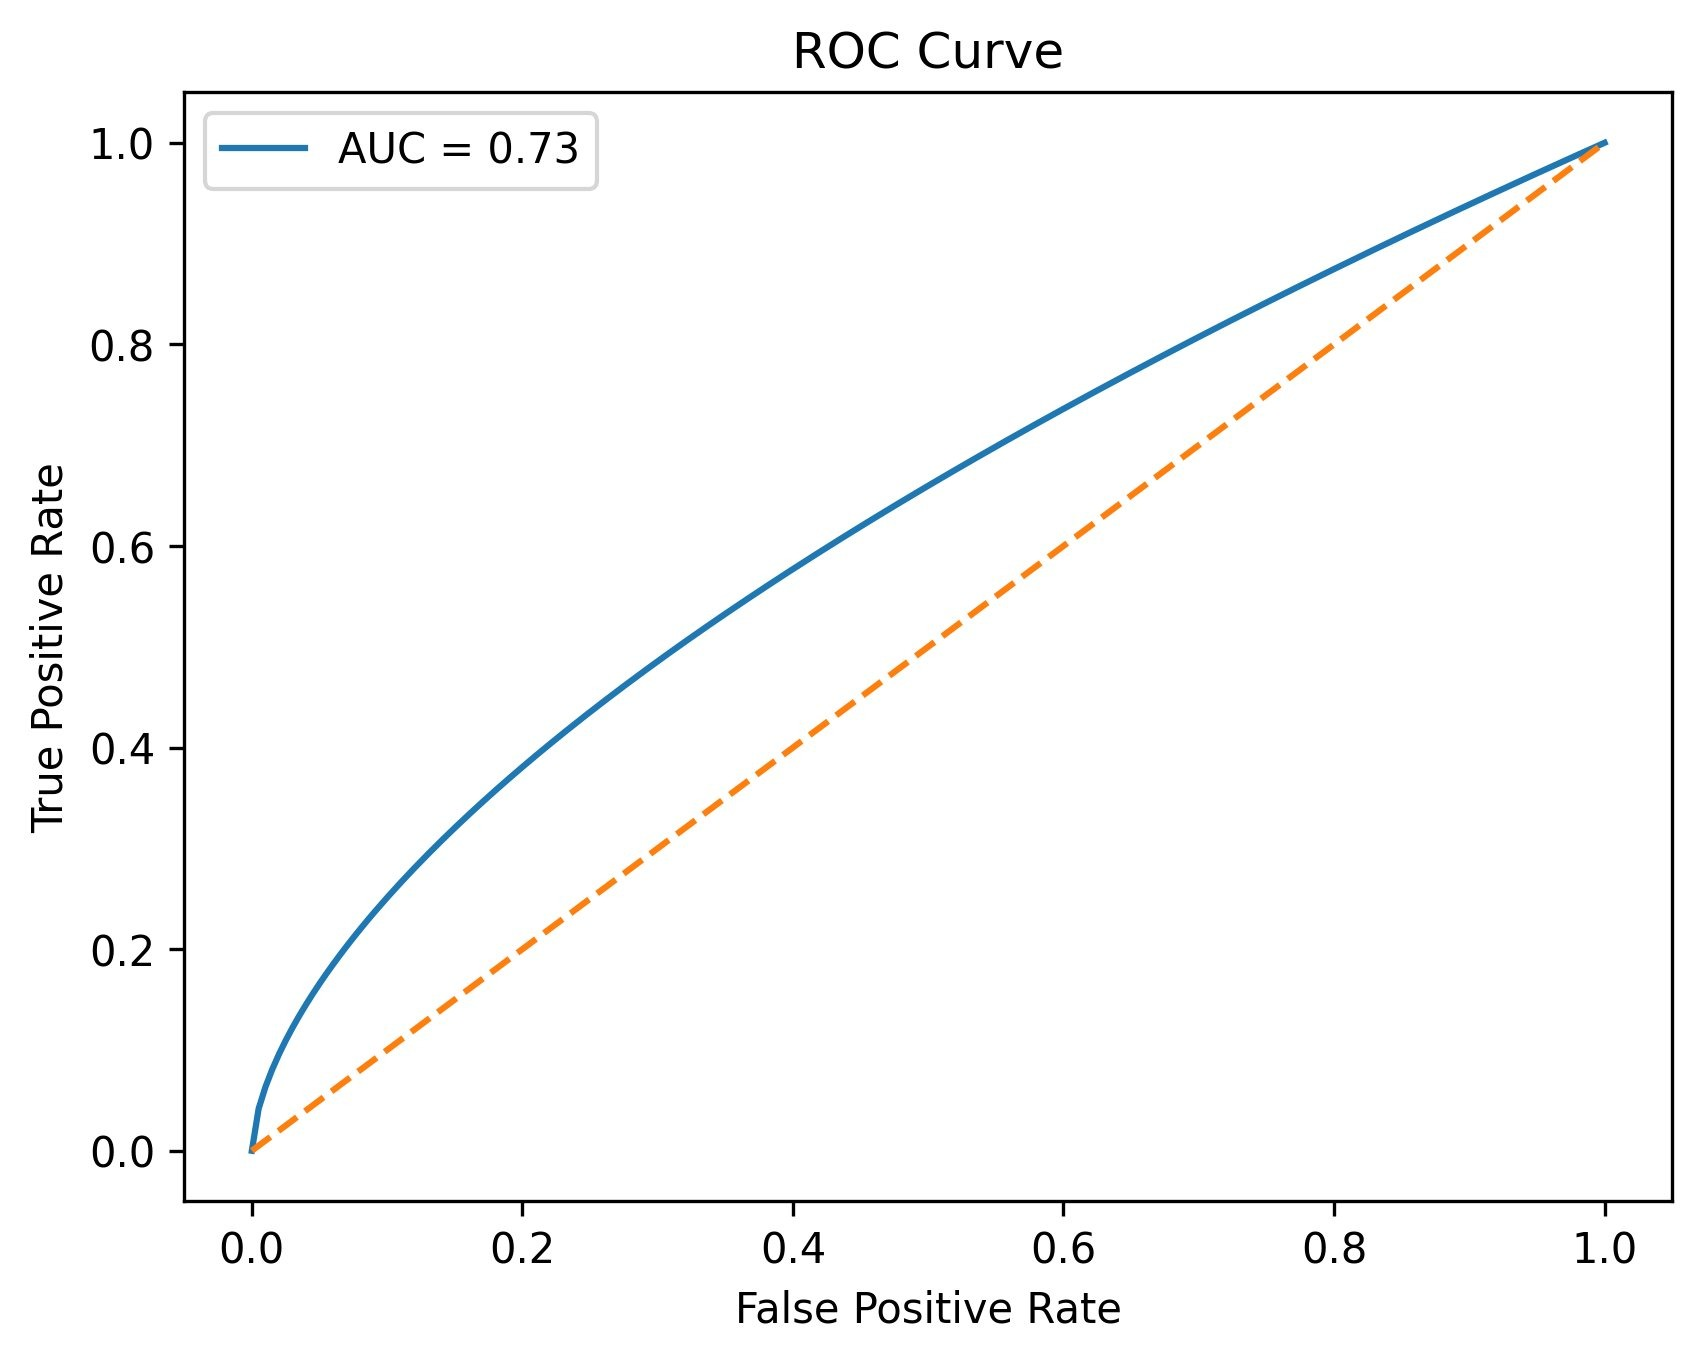 ROC Curve
AUC = 0.73
True Positive Rate
1.0
0.8
0.6
0.4
0.2
0.0
0.0 0.2 0.4 0.6 0.8 1.0
False Positive Rate